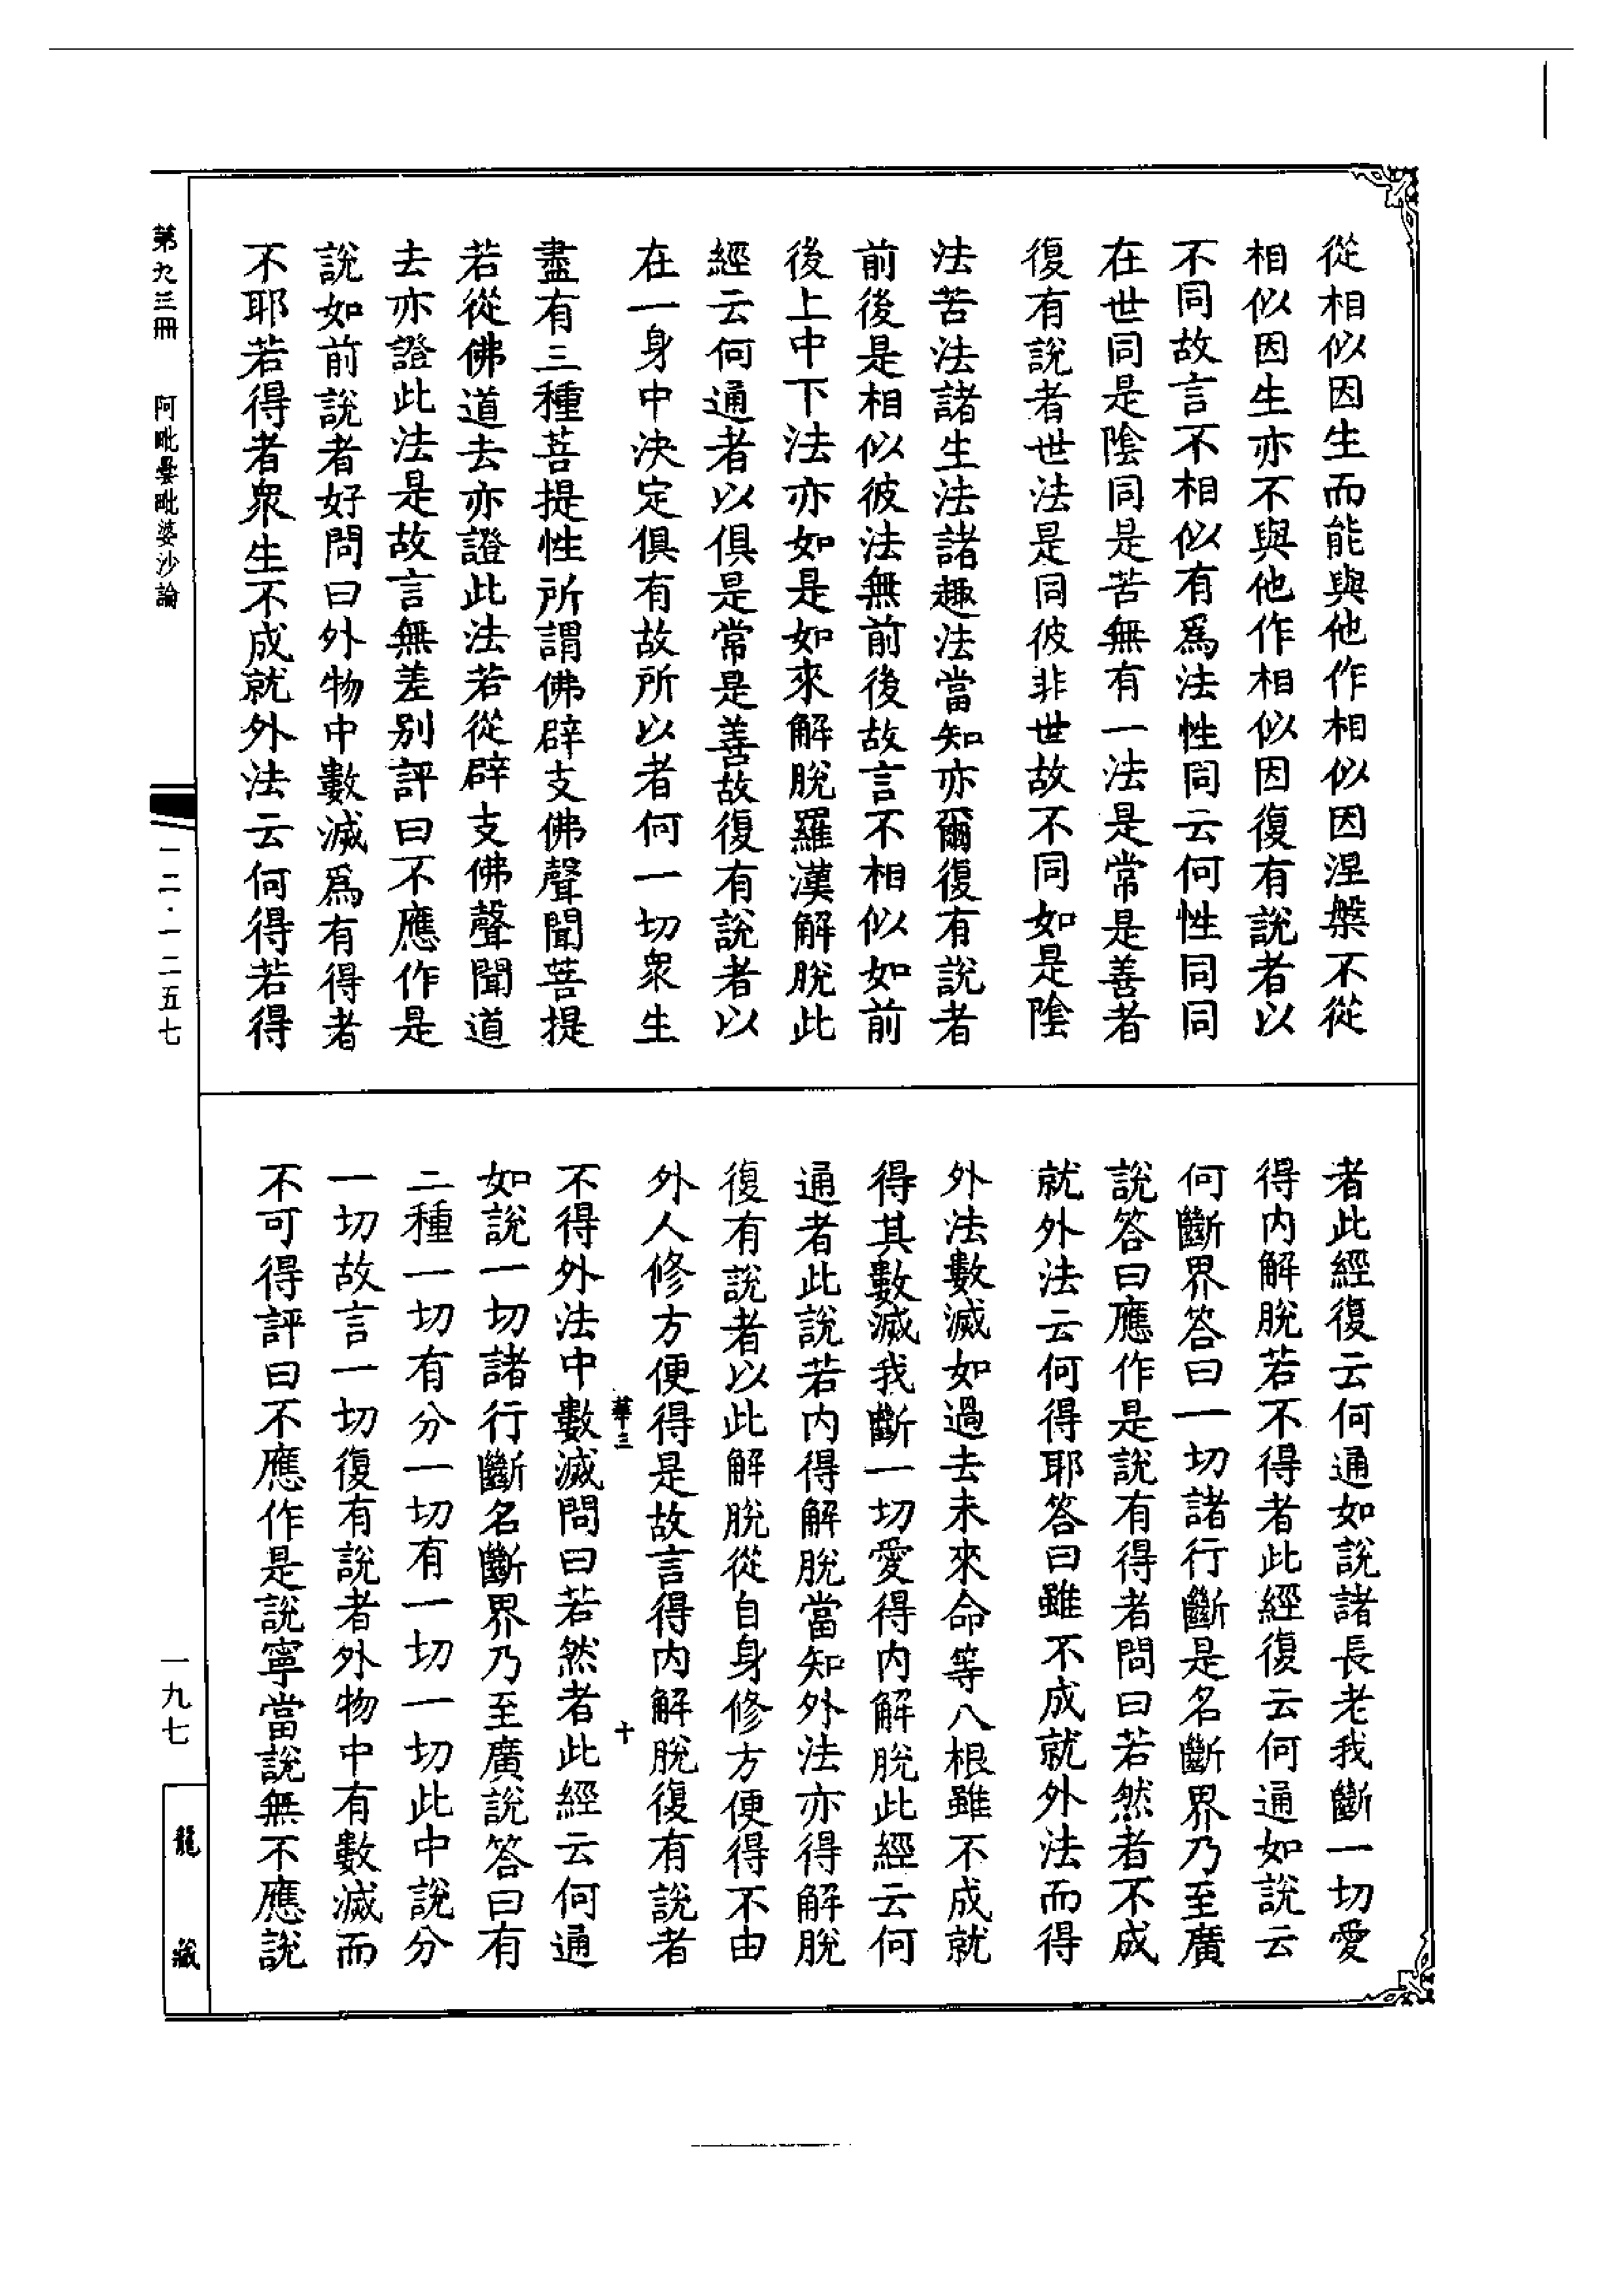 從相似因生而能與他作相似因涅槃不從
相似因生亦不與他作相似因復有說者以
不同故言不相似有爲法性同云何性同同
在世同是陰同是苦無有一法是常是善者
復有說者世法是同彼非世故不同如是陰
法苦法諸生法諸趣法當知亦爾復有說者
前後是相似彼法無前後故言不相似如前
後上中下法亦如是如來解脫羅漢解脫此
經云何通者以俱是常是善故復有說者以
在一身中決定俱有故所以者何一切衆生
盡有三種菩提性所謂佛辟支佛聲聞菩提
若從佛道去亦證此法若從辟支佛聲聞道
去亦證此法是故言無差別評曰不應作是
說如前說者好問曰外物中數滅爲有得者
不耶若得者衆生不成就外法云何得若得
者此經復云何通如說諸長老我斷一切愛
得內解脫若不得者此經復云何通如說云
何斷界答曰一切諸行斷是名斷界乃至廣
說答曰應作是說有得者問曰若然者不成
就外法云何得耶答曰雖不成就外法而得
外法數滅如過去未來命等八根雖不成就
得其數滅我斷一切愛得內解脫此經云何
通者此說若內得解脫當知外法亦得解脫
復有說者以此解脫從自身修方便得不由
外人修方便得是故言得內解脫復有說者
華三 十
不得外法中數滅問曰若然者此經云何通
如說一切諸行斷名斷界乃至廣說答曰有
二種一切有分一切有一切一切此中說分
一切故言一切復有說者外物中有數滅而
不可得評曰不應作是說寧當說無不應說
第九三冊 阿毗曇毗婆沙論
一二·一二五七
一九七
龍藏